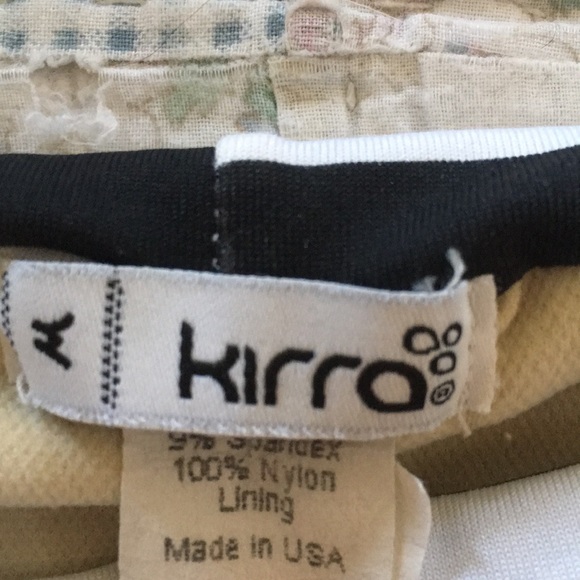 M
kirra
9% Spandex
100% Nylon
Lining
Made in USA